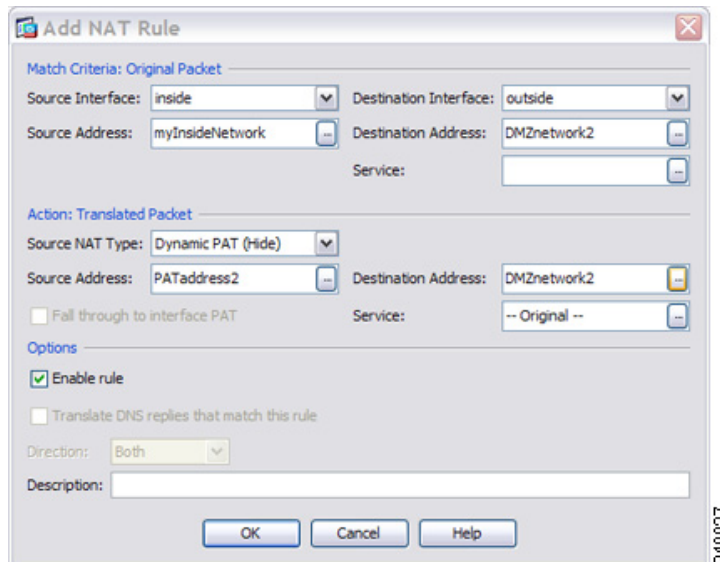 Add NAT Rule
Match Criteria: Original Packet
Source Interface: inside Destination Interface: outside
Source Address: myInsideNetwork ... Destination Address: DMZnetwork2 ...
Service: ...
Action: Translated Packet
Source NAT Type: Dynamic PAT (Hide)
Source Address: PATaddress2 ... Destination Address: DMZnetwork2 ...
Fall through to interface PAT Service: -- Original -- ...
Options
Enable rule
Translate DNS replies that match this rule
Direction: Both
Description:
OK Cancel Help